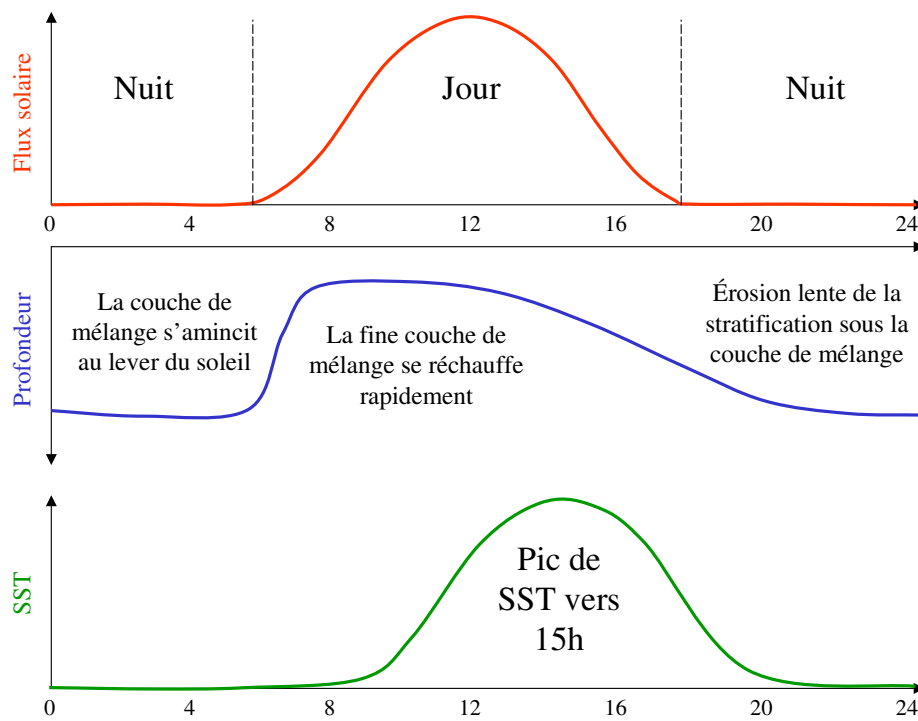 Flux solaire
Nuit
Jour
Nuit
0 4 8 12 16 20 24
Profondeur
La couche de
mélange s’amincit
au lever du soleil
La fine couche de
mélange se réchauffe
rapidement
Érosion lente de la
stratification sous la
couche de mélange
SST
Pic de
SST vers
15h
0 4 8 12 16 20 24